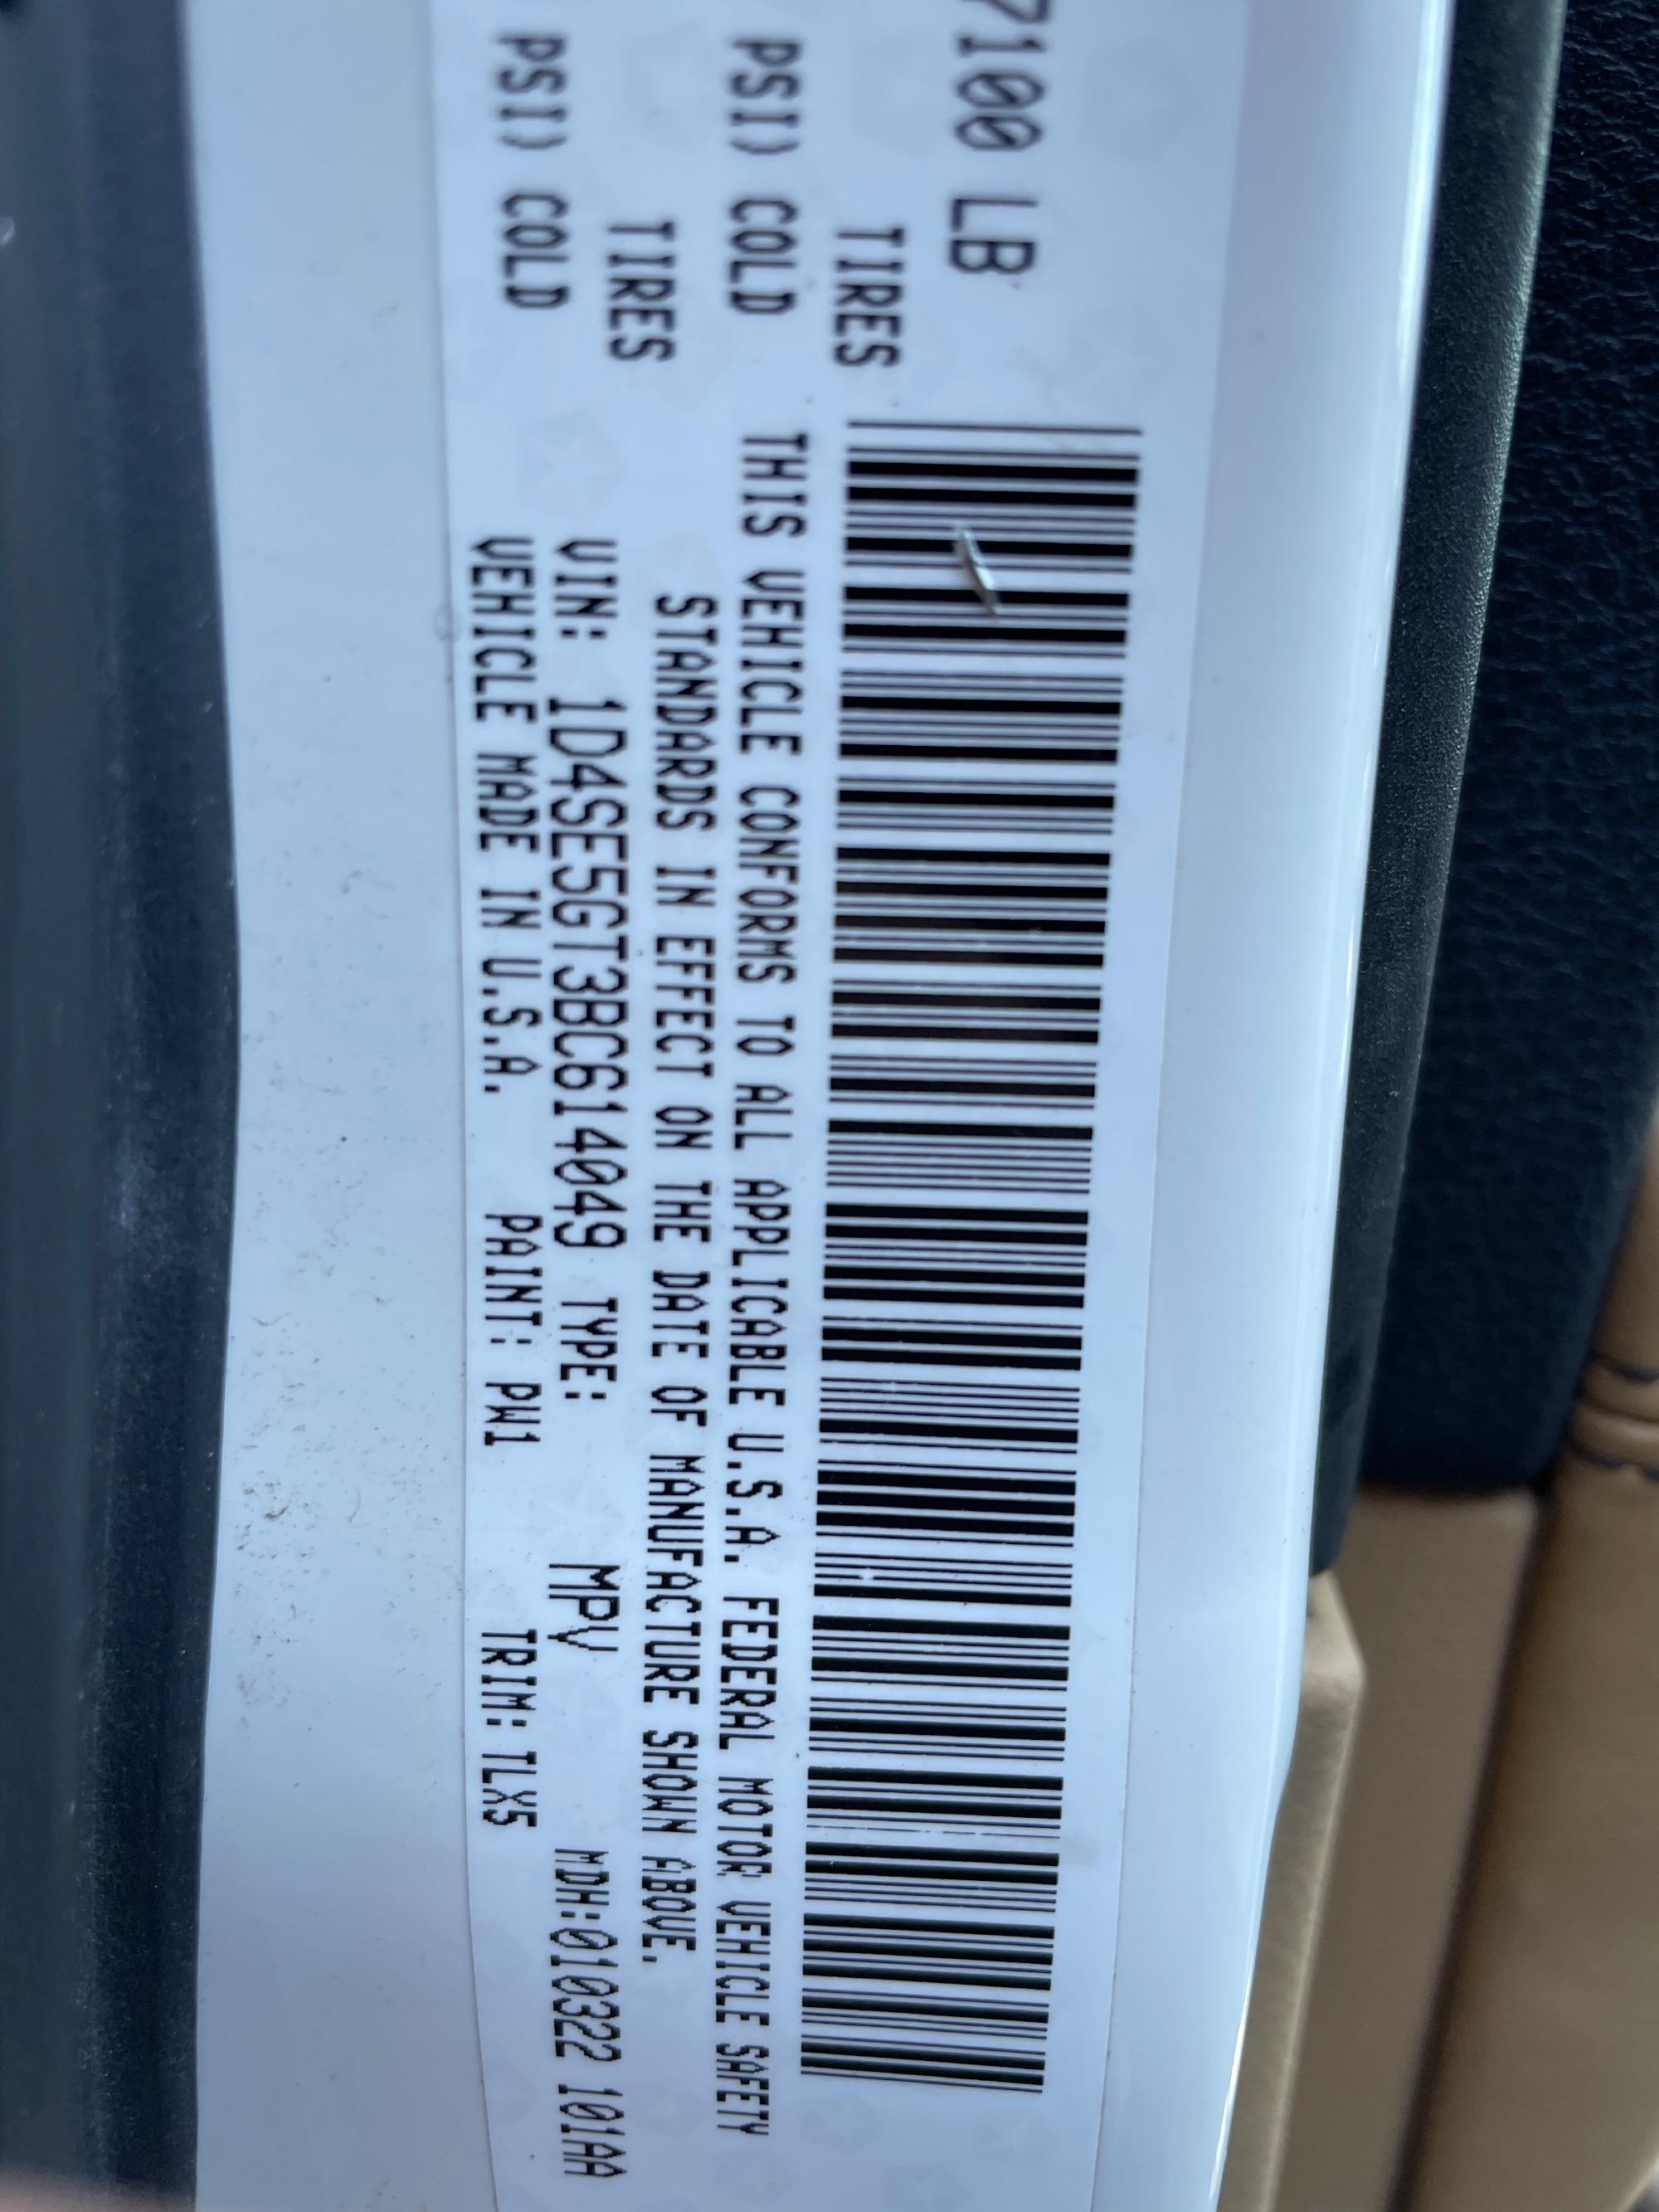 7100 LB
TIRES
PSI) COLD
TIRES
PSI) COLD
THIS VEHICLE CONFORMS TO ALL APPLICABLE U.S.A. FEDERAL MOTOR VEHICLE SAFETY
STANDARDS IN EFFECT ON THE DATE OF MANUFACTURE SHOWN ABOVE.
VIN: 1D4SE5GT3BC614049 TYPE: MPV MDH:010322 101AA
VEHICLE MADE IN U.S.A. PAINT: PW1 TRIM: TLX5